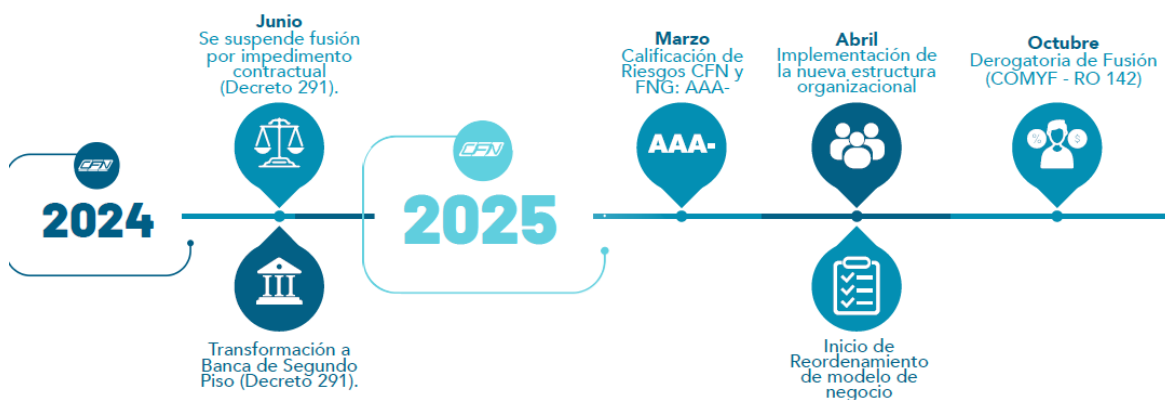 Junio
Se suspende fusión
por impedimento
contractual
(Decreto 291).
CFN
2024
Transformación a
Banca de Segundo
Piso (Decreto 291).
CFN
2025
Marzo
Calificación de
Riesgos CFN y
FNG: AAA-
AAA-
Abril
Implementación de
la nueva estructura
organizacional
Inicio de
Reordenamiento
de modelo de
negocio
Octubre
Derogatoria de Fusión
(COMYF - RO 142)
%
$